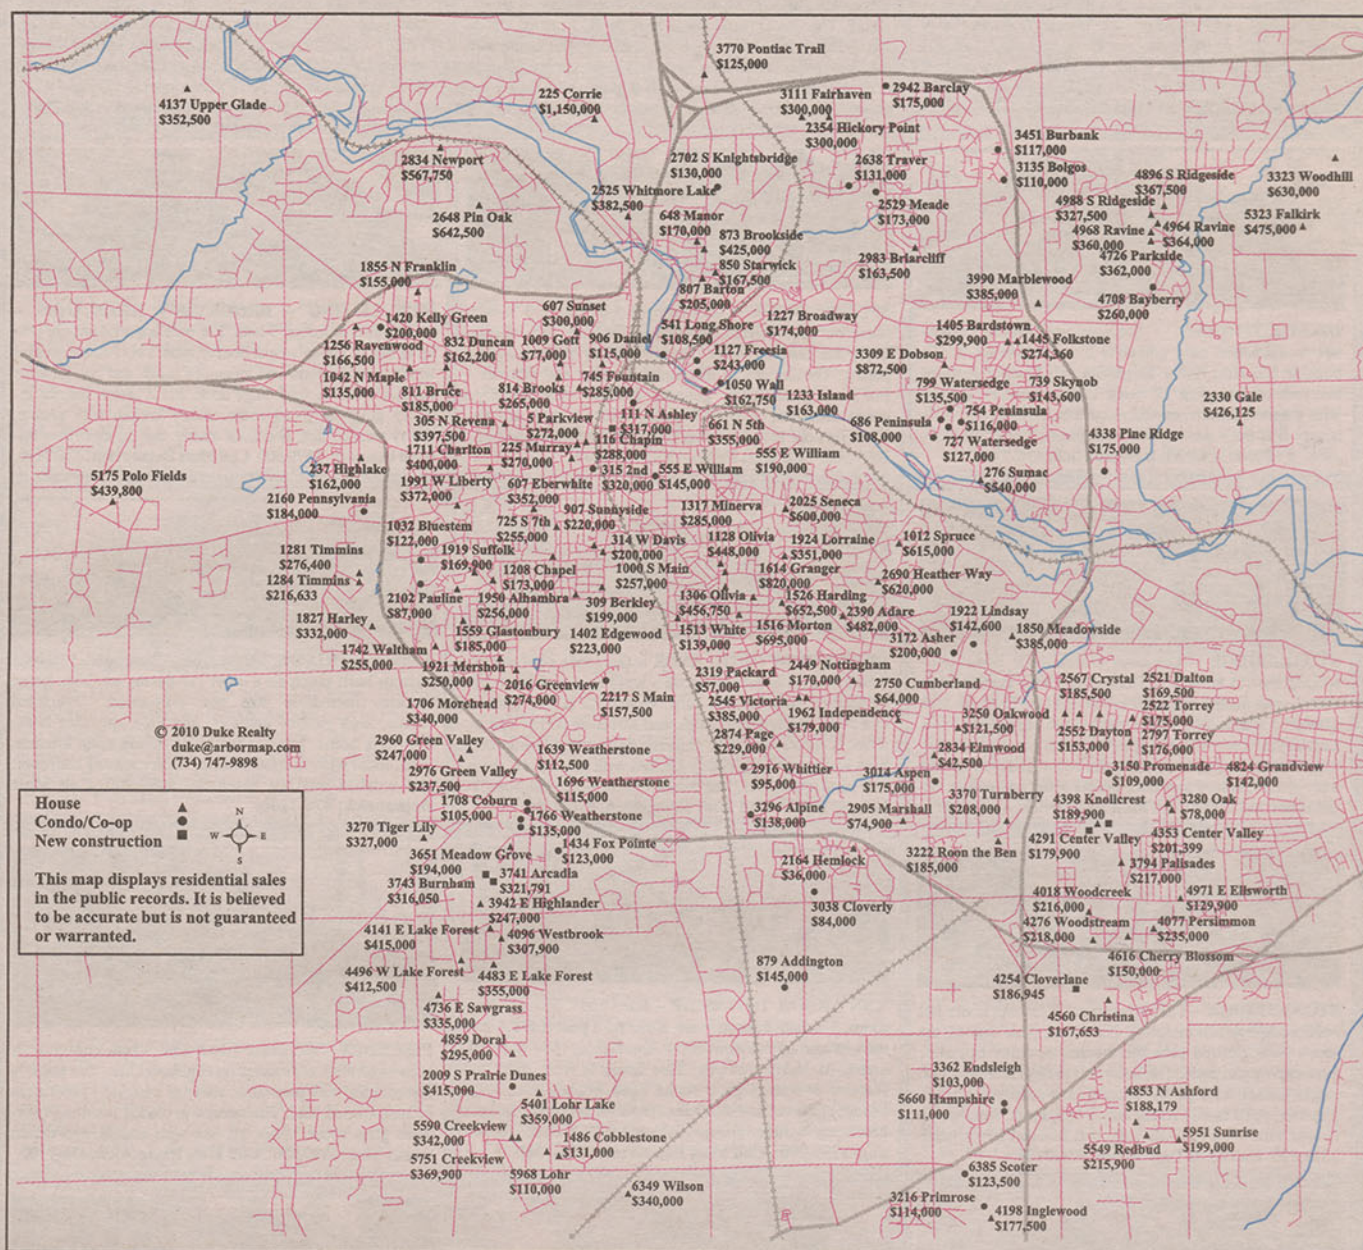 3770 Pontiac Trail
$125,000
4137 Upper Glade
$352,500
225 Corrie
$1,150,000
3111 Fairhaven
$300,000
2942 Barclay
$175,000
2354 Hickory Point
$300,000
3451 Burbank
$117,000
2834 Newport
$567,750
2702 S Knightsbridge
$130,000
2638 Traver
$131,000
3135 Bolgos
$110,000
2525 Whitmore Lake
$382,500
2529 Meade
$173,000
4896 S Ridgeside
$367,500
3323 Woodhill
$630,000
4988 S Ridgeside
$327,500
2648 Pin Oak
$642,500
648 Manor
$170,000
873 Brookside
$425,000
4968 Ravine
$360,000
4964 Ravine
$364,000
5323 Falkirk
$475,000
2983 Briarcliff
$163,500
4726 Parkside
$362,000
1855 N Franklin
$155,000
850 Starwick
$167,500
807 Barton
$205,000
3990 Marblewood
$385,000
4708 Bayberry
$260,000
607 Sunset
$300,000
1420 Kelly Green
$200,000
541 Long Shore
$108,500
1227 Broadway
$174,000
1405 Bardstown
$299,900
1445 Folkstone
$274,360
1256 Ravenwood
$166,500
832 Duncan
$162,200
1009 Gott
$77,000
906 Daniel
$115,000
1127 Freesia
$243,000
3309 E Dobson
$872,500
1042 N Maple
$135,000
811 Bruce
$185,000
814 Brooks
$265,000
745 Fountain
$285,000
1050 Wall
$162,750
1233 Island
$163,000
799 Watersedge
$135,500
739 Skynob
$143,600
2330 Gale
$426,125
305 N Revena
$397,500
5 Parkview
$272,000
111 N Ashley
$317,000
661 N 5th
$355,000
686 Peninsula
$108,000
754 Peninsula
$116,000
727 Watersedge
$127,000
4338 Pine Ridge
$175,000
1711 Charlton
$400,000
225 Murray
$270,000
116 Chapin
$288,000
555 E William
$190,000
5175 Polo Fields
$439,800
237 Highlake
$162,000
1991 W Liberty
$372,000
607 Eberwhite
$352,000
315 2nd
$320,000
555 E William
$145,000
276 Sumac
$540,000
2160 Pennsylvania
$184,000
907 Sunnyside
$220,000
1317 Minerva
$285,000
2025 Seneca
$600,000
1032 Bluestem
$122,000
725 S 7th
$255,000
314 W Davis
$200,000
1128 Olivia
$448,000
1924 Lorraine
$351,000
1012 Spruce
$615,000
1281 Timmins
$276,400
1919 Suffolk
$169,900
1208 Chapel
$173,000
1000 S Main
$257,000
1614 Granger
$820,000
2690 Heather Way
$620,000
1284 Timmins
$216,633
2102 Pauline
$87,000
1950 Alhambra
$256,000
309 Berkley
$199,000
1306 Olivia
$456,750
1526 Harding
$652,500
2390 Adare
$482,000
1922 Lindsay
$142,600
1827 Harley
$332,000
1559 Glastonbury
$185,000
1402 Edgewood
$223,000
1513 White
$139,000
1516 Morton
$695,000
3172 Asher
$200,000
1850 Meadowside
$385,000
1742 Waltham
$255,000
1921 Mershon
$250,000
2016 Greenview
$274,000
2319 Packard
$57,000
2449 Nottingham
$170,000
2750 Cumberland
$64,000
2567 Crystal
$185,500
2521 Dalton
$169,500
1706 Morehead
$340,000
2217 S Main
$157,500
2545 Victoria
$385,000
1962 Independence
$179,000
3250 Oakwood
$121,500
2522 Torrey
$175,000
2552 Dayton
$153,000
2797 Torrey
$176,000
© 2010 Duke Realty
duke@arbormap.com
(734) 747-9898
2960 Green Valley
$247,000
1639 Weatherstone
$112,500
2874 Page
$229,000
2834 Elmwood
$42,500
2976 Green Valley
$237,500
1696 Weatherstone
$115,000
2916 Whittier
$95,000
3014 Aspen
$175,000
3150 Promenade
$109,000
4824 Grandview
$142,000
1708 Coburn
$105,000
1766 Weatherstone
$135,000
3296 Alpine
$138,000
2905 Marshall
$74,900
3370 Turnberry
$208,000
4398 Knollcrest
$189,900
3280 Oak
$78,000
3270 Tiger Lily
$327,000
1434 Fox Pointe
$123,000
4291 Center Valley
$179,900
4353 Center Valley
$201,399
3651 Meadow Grove
$194,000
3741 Arcadia
$321,791
2164 Hemlock
$36,000
3222 Roon the Ben
$185,000
3794 Palisades
$217,000
3743 Burnham
$316,050
3942 E Highlander
$247,000
3038 Cloverly
$84,000
4018 Woodcreek
$216,000
4971 E Ellsworth
$129,900
4141 E Lake Forest
$415,000
4096 Westbrook
$307,900
4276 Woodstream
$218,000
4077 Persimmon
$235,000
4496 W Lake Forest
$412,500
4483 E Lake Forest
$355,000
879 Addington
$145,000
4616 Cherry Blossom
$150,000
4254 Cloverlane
$186,945
4736 E Sawgrass
$335,000
4560 Christina
$167,653
4859 Doral
$295,000
2009 S Prairie Dunes
$415,000
3362 Endsleigh
$103,000
5401 Lohr Lake
$359,000
5660 Hampshire
$111,000
4853 N Ashford
$188,179
5590 Creekview
$342,000
1486 Cobblestone
$131,000
5951 Sunrise
$199,000
5751 Creekview
$369,900
5968 Lohr
$110,000
5549 Redbud
$215,900
6349 Wilson
$340,000
6385 Scoter
$123,500
3216 Primrose
$114,000
4198 Inglewood
$177,500
House
Condo/Co-op
New construction
N
W E
S
This map displays residential sales
in the public records. It is believed
to be accurate but is not guaranteed
or warranted.